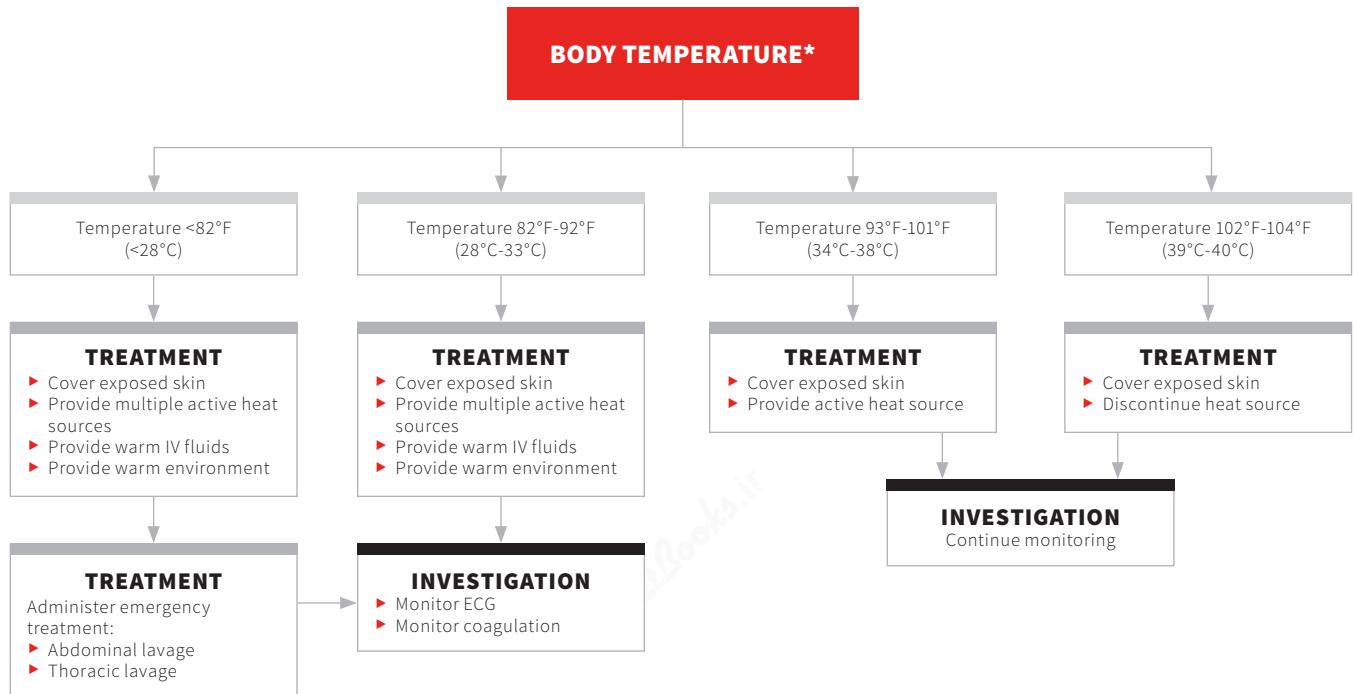 BODY TEMPERATURE*
Temperature <82°F
(<28°C)
Temperature 82°F-92°F
(28°C-33°C)
Temperature 93°F-101°F
(34°C-38°C)
Temperature 102°F-104°F
(39°C-40°C)
TREATMENT
► Cover exposed skin
► Provide multiple active heat
sources
► Provide warm IV fluids
► Provide warm environment
TREATMENT
► Cover exposed skin
► Provide multiple active heat
sources
► Provide warm IV fluids
► Provide warm environment
TREATMENT
► Cover exposed skin
► Provide active heat source
TREATMENT
► Cover exposed skin
► Discontinue heat source
TREATMENT
Administer emergency
treatment:
► Abdominal lavage
► Thoracic lavage
INVESTIGATION
► Monitor ECG
► Monitor coagulation
INVESTIGATION
Continue monitoring